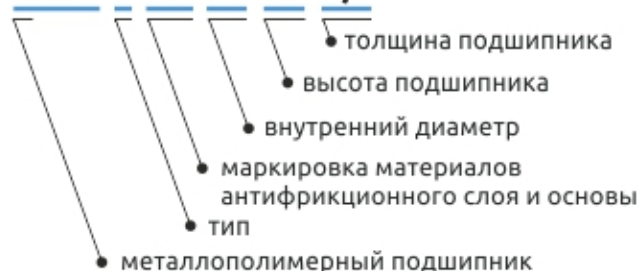 толщина подшипника
высота подшипника
внутренний диаметр
маркировка материалов
антифрикционного слоя и основы
тип
металлополимерный подшипник